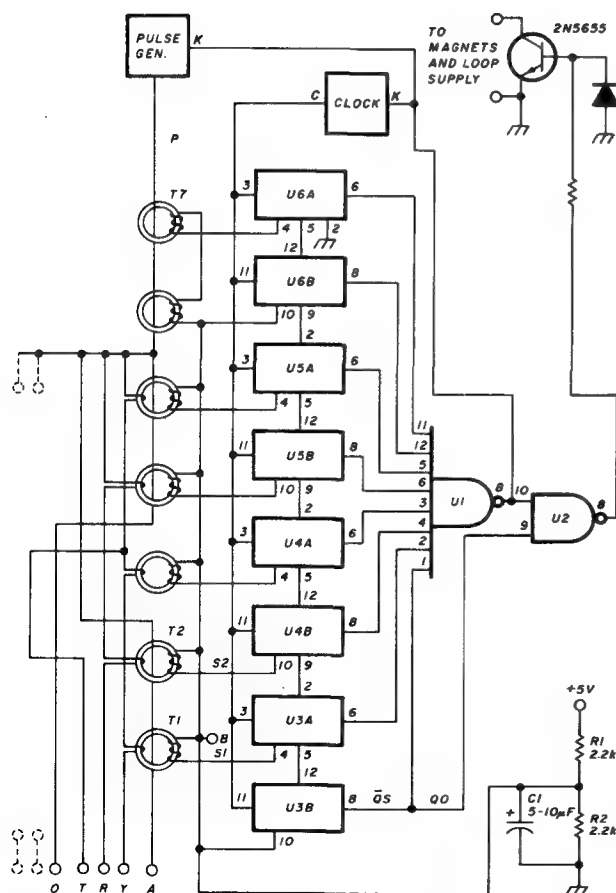 PULSE
GEN.
K
P
C
CLOCK
K
TO
MAGNETS
AND LOOP
SUPPLY
2N5655
T7
3
U6A
6
4
5
2
12
11
U6B
8
10
9
2
3
U5A
6
4
5
12
11
U5B
8
10
9
2
3
U4A
6
4
5
12
11
U4B
8
10
9
2
3
U3A
6
4
5
12
11
U3B
8
10
T2
S2
T1
B
S1
11
12
5
6
3
4
2
1
U1
8
10
9
U2
8
Q̅S
QO
+5V
R1
2.2k
C1
5-10µF
+
R2
2.2k
O
T
R
Y
A